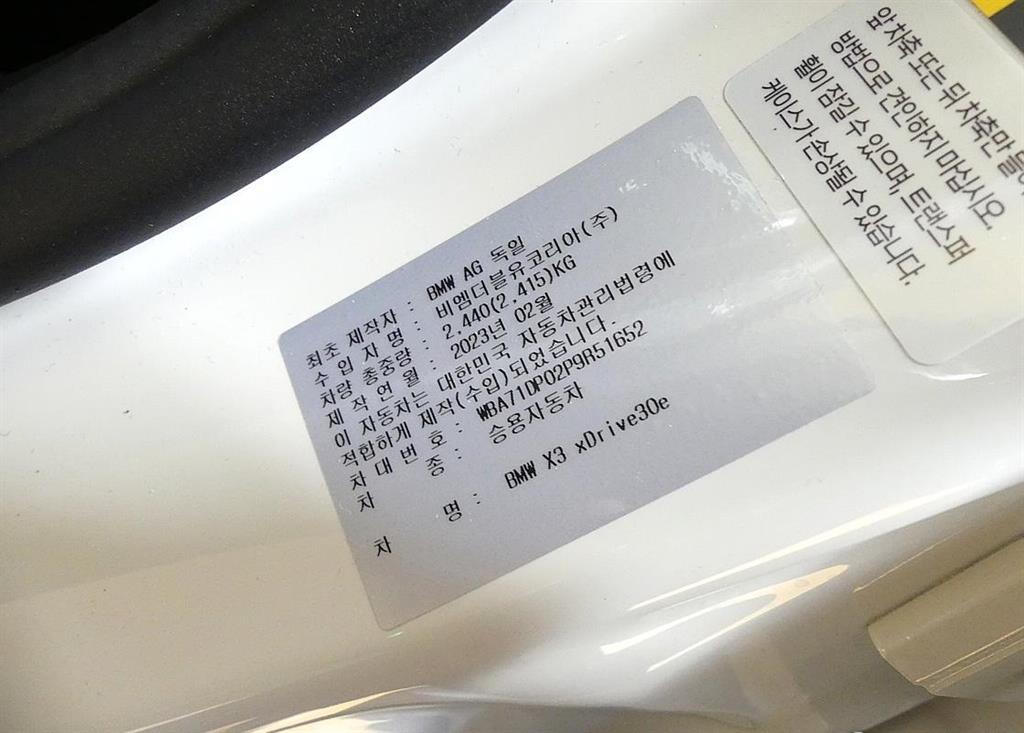 최초 제작자 : BMW AG 독일
수 입 자 명 : 비엠더블유코리아(주)
차량 총중량 : 2,440(2,415)KG
제 작 연 월 : 2023년 02월
이 자동차는 대한민국 자동차관리법령에
적합하게 제작(수입)되었습니다.
차 대 번 호 : WBA71DP02P9R51652
차 종 : 승용자동차
차 명 : BMW X3 xDrive30e
앞 차축 또는 뒤 차축만
방법으로 견인하지 마십시오.
휠이 잠길 수 있으며, 트랜스퍼
케이스가 손상될 수 있습니다.